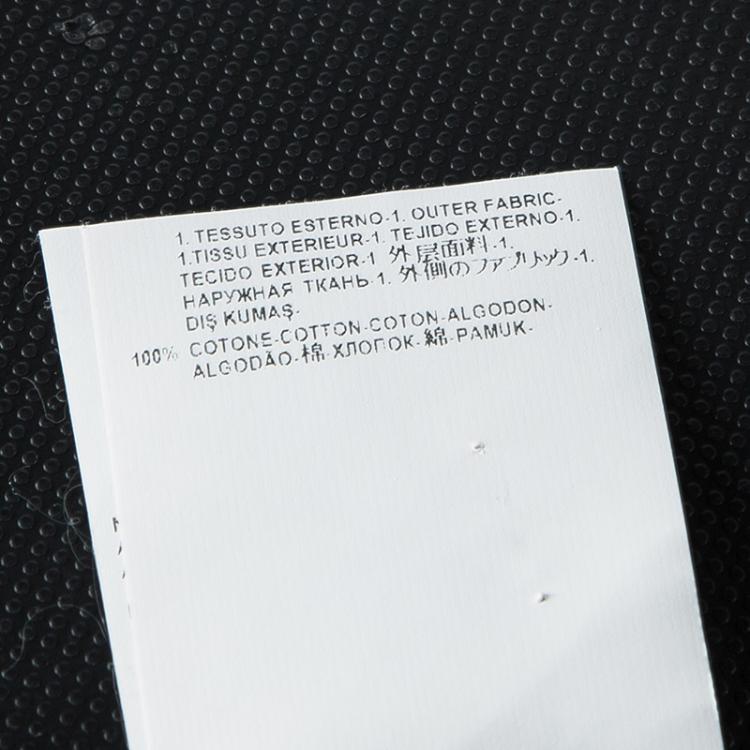 1. TESSUTO ESTERNO-1. OUTER FABRIC-
1.TISSU EXTERIEUR-1. TEJIDO EXTERNO-1.
TECIDO EXTERIOR-1. 外层面料-1.
НАРУЖНАЯ ТКАНЬ-1. 外側のファブリック-1.
DIŞ KUMAŞ-
100% COTONE-COTTON-COTON-ALGODON-
ALGODÃO-棉-ХЛОПОК-綿-PAMUK-